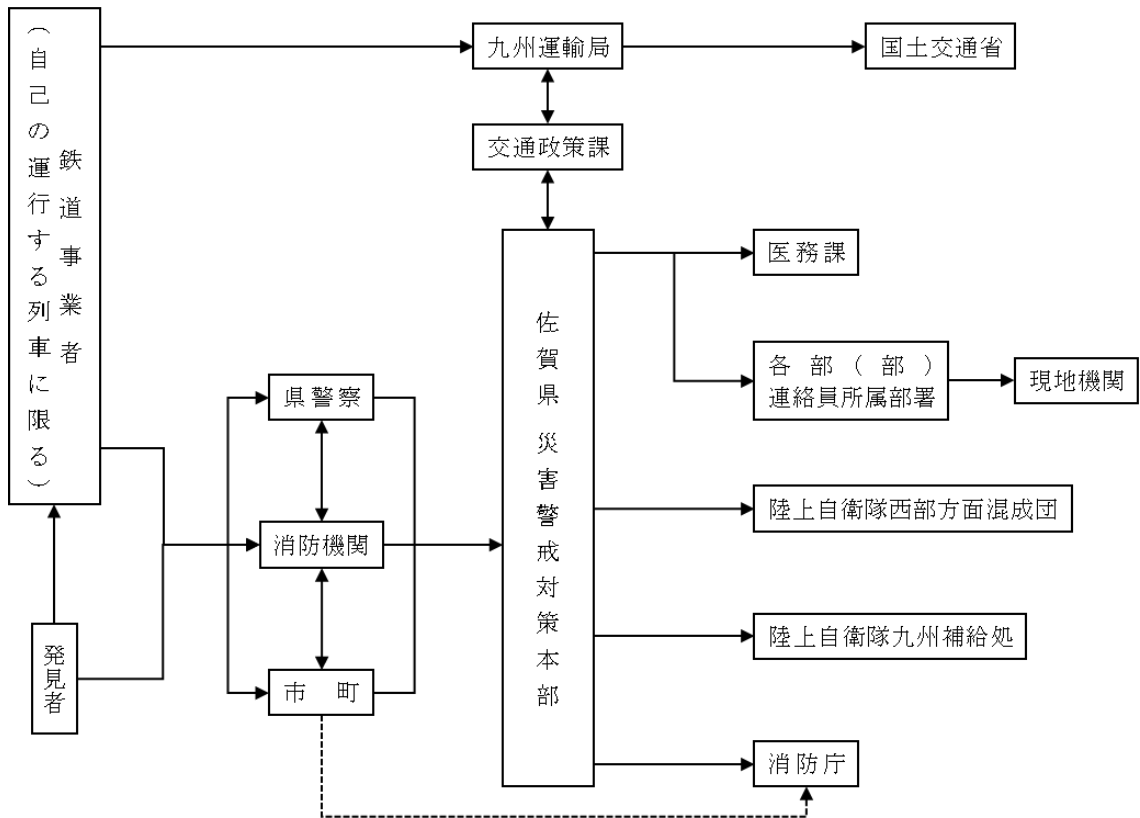 鉄道事業者
（自己の運行する列車に限る）
九州運輸局
国土交通省
交通政策課
医務課
佐賀県 災害警戒対策本部
各部（部）
連絡員所属部署
現地機関
県警察
陸上自衛隊西部方面混成団
消防機関
陸上自衛隊九州補給処
発見者
市町
消防庁